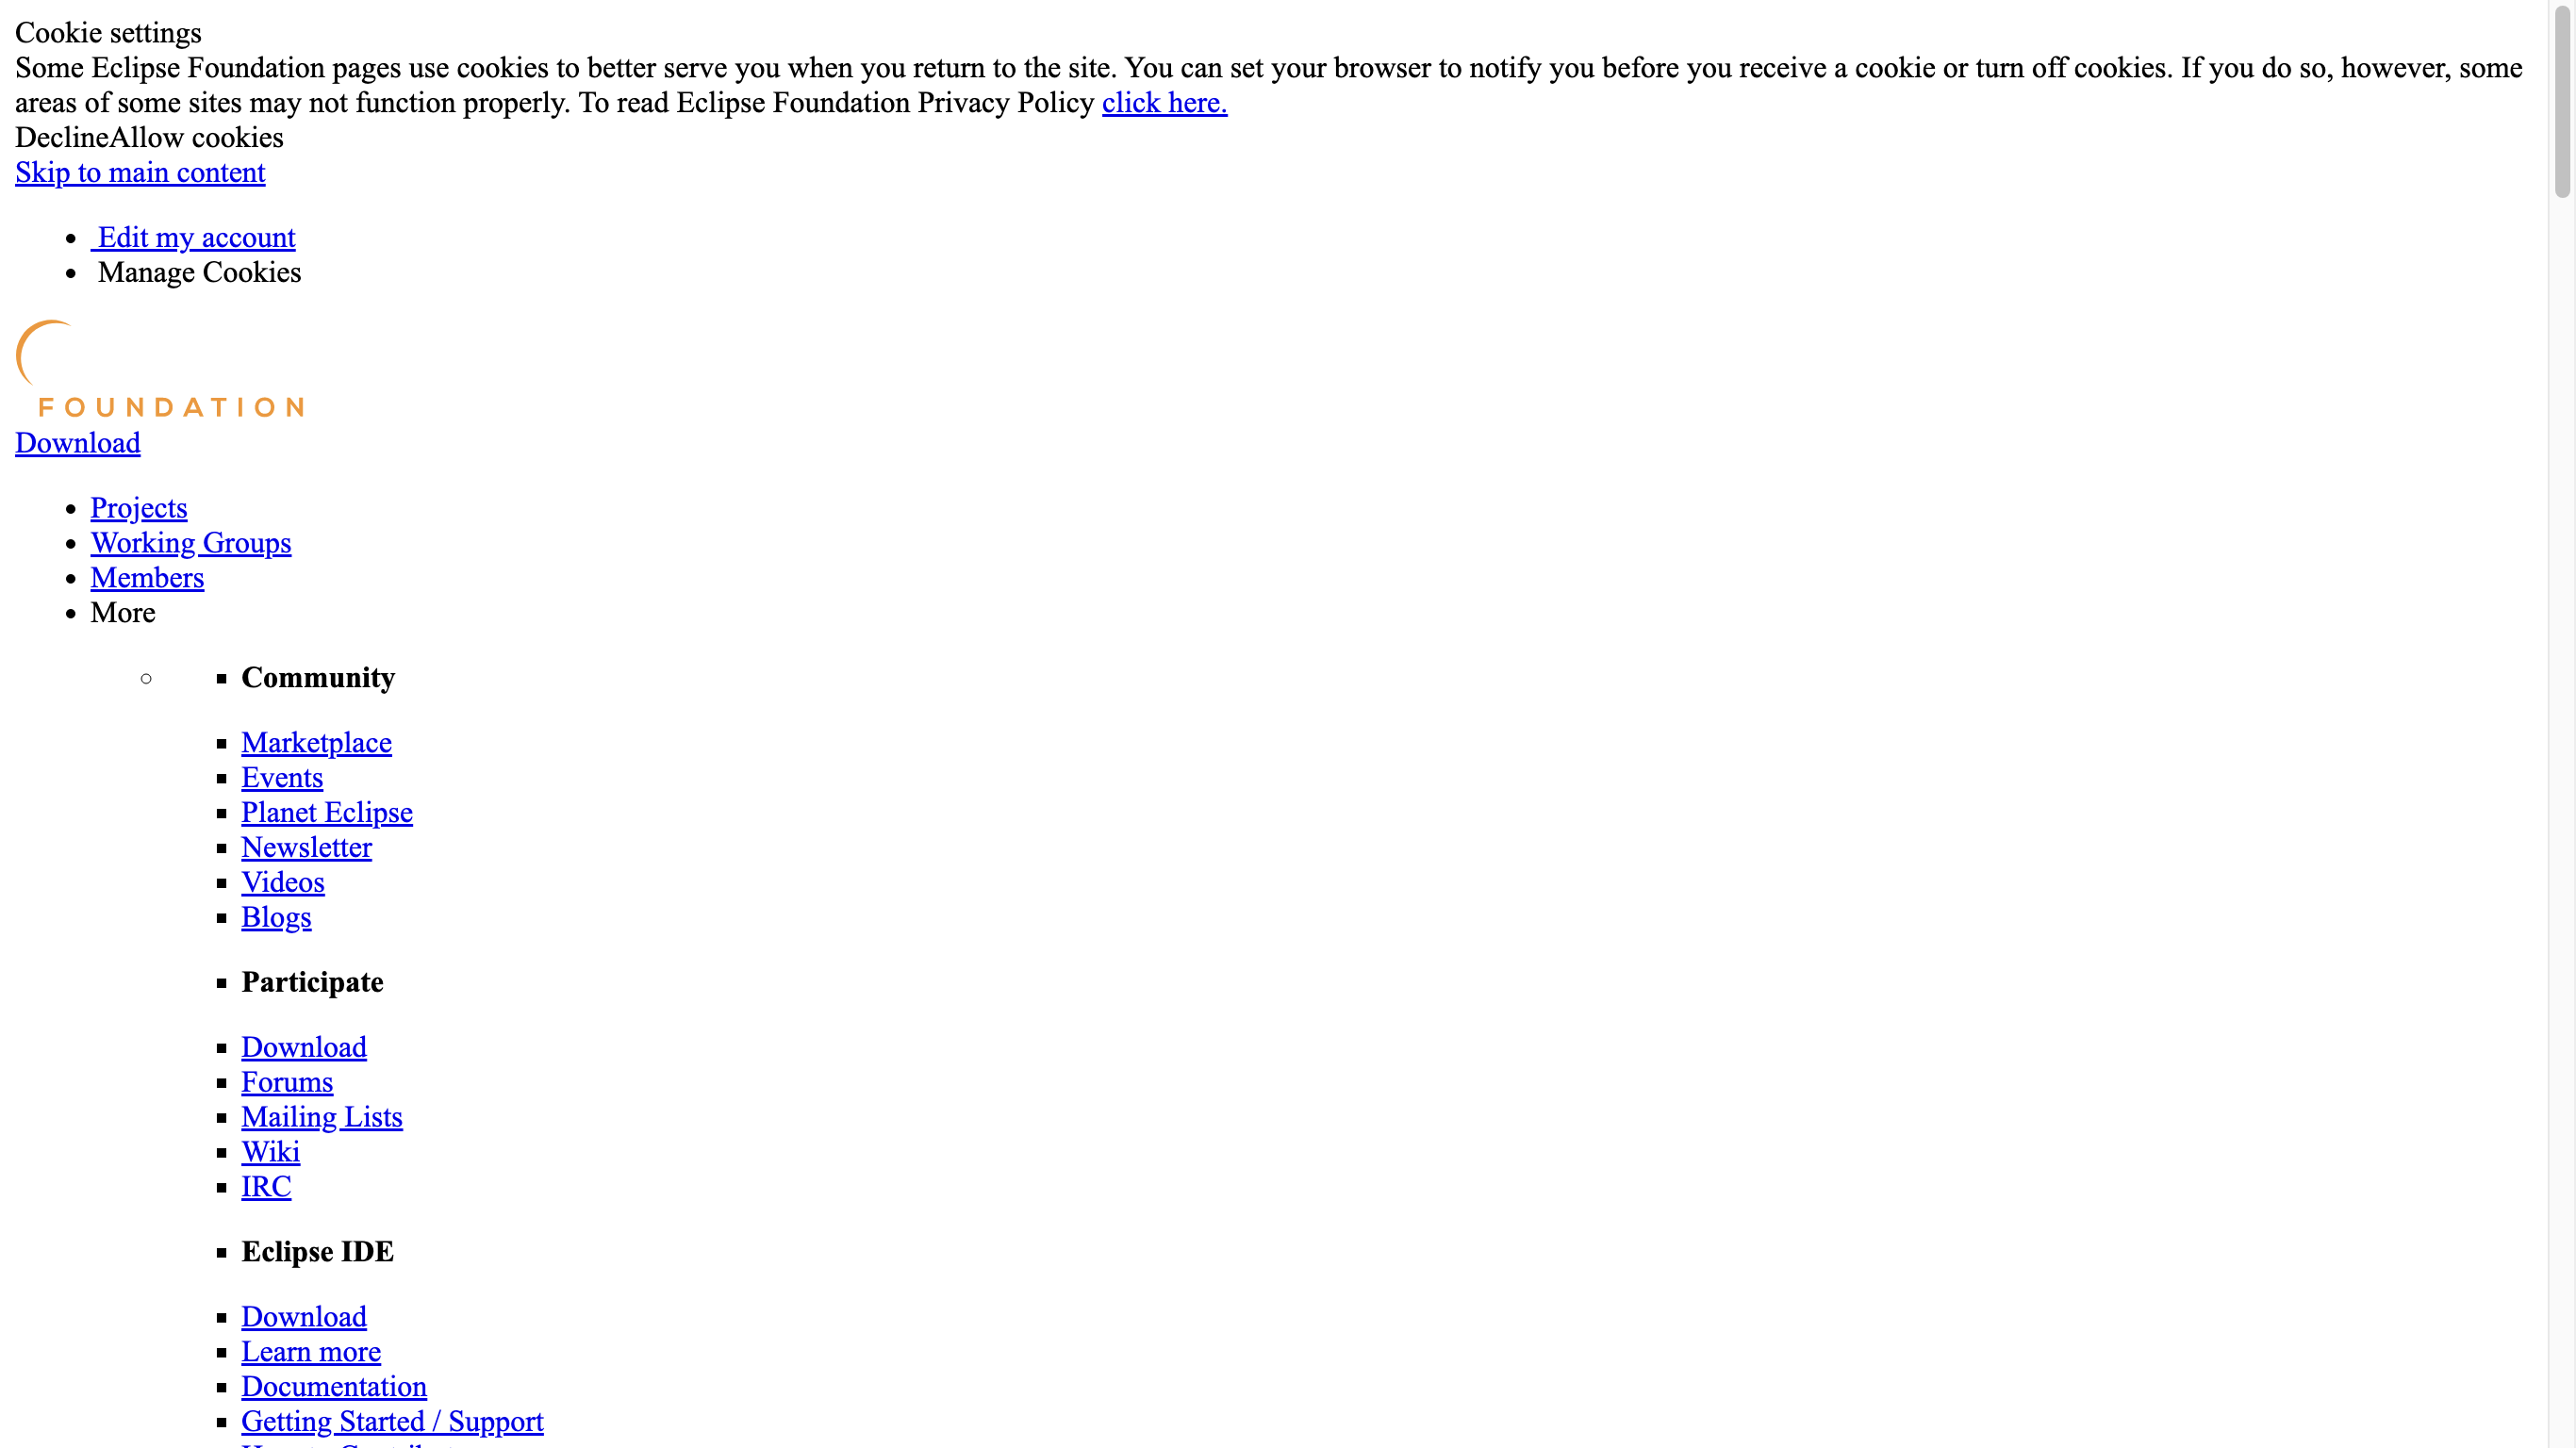 Cookie settings
Some Eclipse Foundation pages use cookies to better serve you when you return to the site. You can set your browser to notify you before you receive a cookie or turn off cookies. If you do so, however, some
areas of some sites may not function properly. To read Eclipse Foundation Privacy Policy click here.
DeclineAllow cookies
Skip to main content
Edit my account
Manage Cookies
FOUNDATION
Download
Projects
Working Groups
Members
More
Community
Marketplace
Events
Planet Eclipse
Newsletter
Videos
Blogs
Participate
Download
Forums
Mailing Lists
Wiki
IRC
Eclipse IDE
Download
Learn more
Documentation
Getting Started / Support